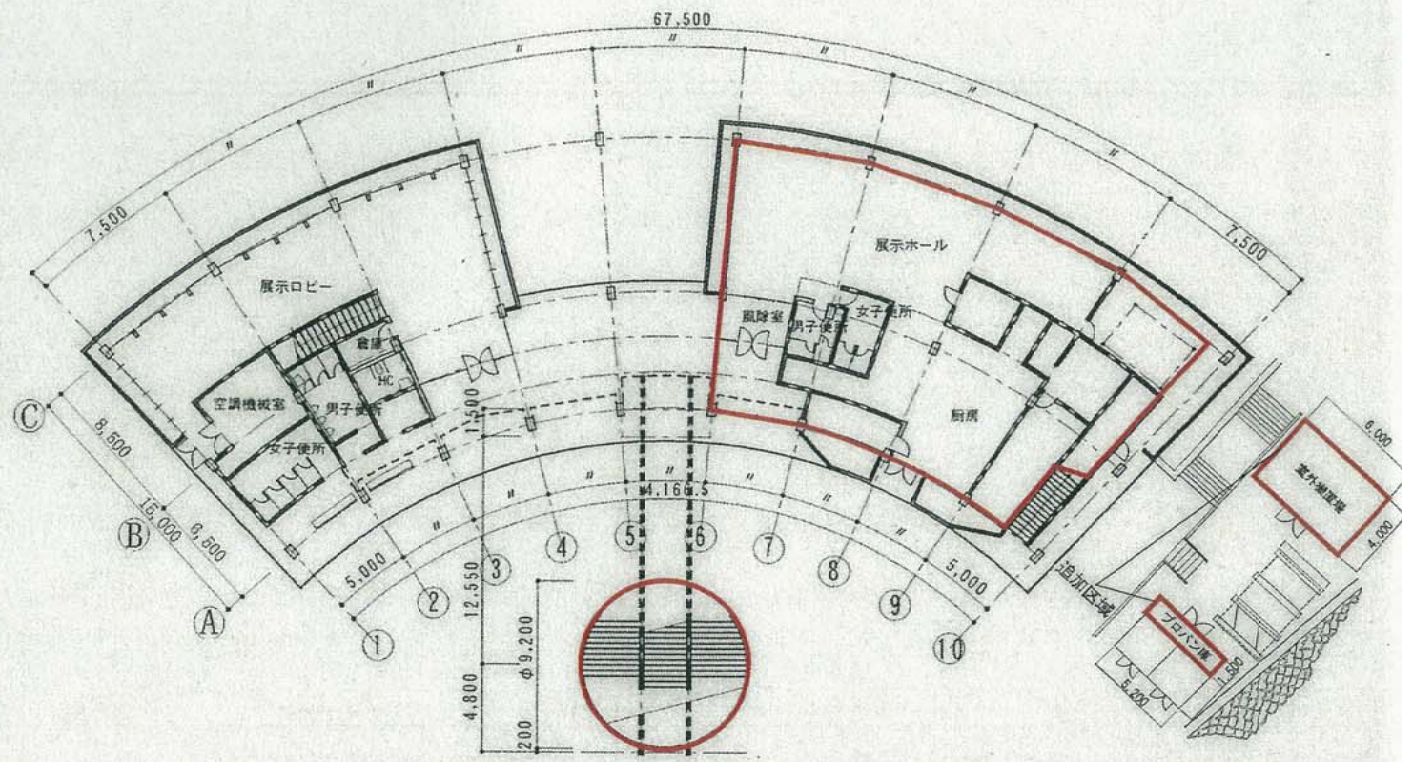 67,500
〃
〃
〃
〃
〃
〃
〃
7,500
7,500
展示ロビー
倉庫
HC
空調機械室
男子便所
女子便所
展示ホール
風除室
男子便所
女子便所
厨房
C
B
A
8,500
15,000
6,500
1,500
〃
〃
〃
〃
〃
〃
〃
4,166.5
5,000
5,000
1
2
3
4
5
6
7
8
9
10
12,550
4,800
φ9,200
200
6,000
4,000
追加区域
プロパン庫
5,200
1,500